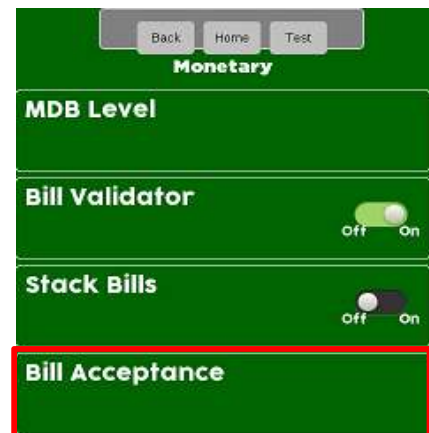 Back Home Test
Monetary
MDB Level
Bill Validator
Off On
Stack Bills
Off On
Bill Acceptance